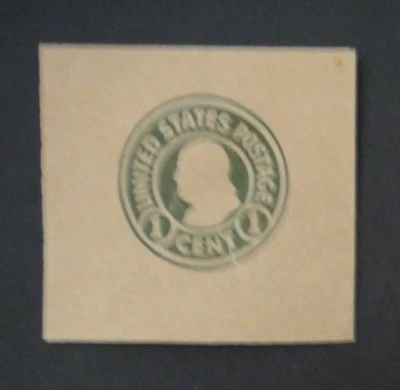 UNITED STATES POSTAGE
1 CENT 1